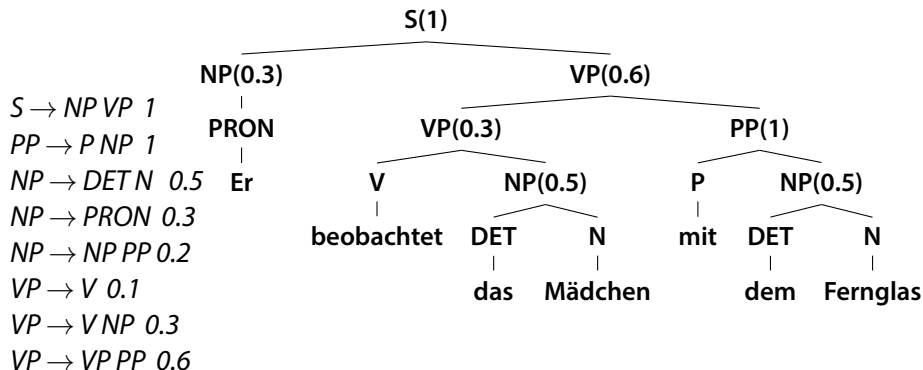 S(1)
NP(0.3) VP(0.6)
S → NP VP 1
PRON VP(0.3) PP(1)
PP → P NP 1
NP → DET N 0.5
Er V NP(0.5) P NP(0.5)
NP → PRON 0.3
beobachtet DET N mit DET N
NP → NP PP 0.2
das Mädchen dem Fernglas
VP → V 0.1
VP → V NP 0.3
VP → VP PP 0.6